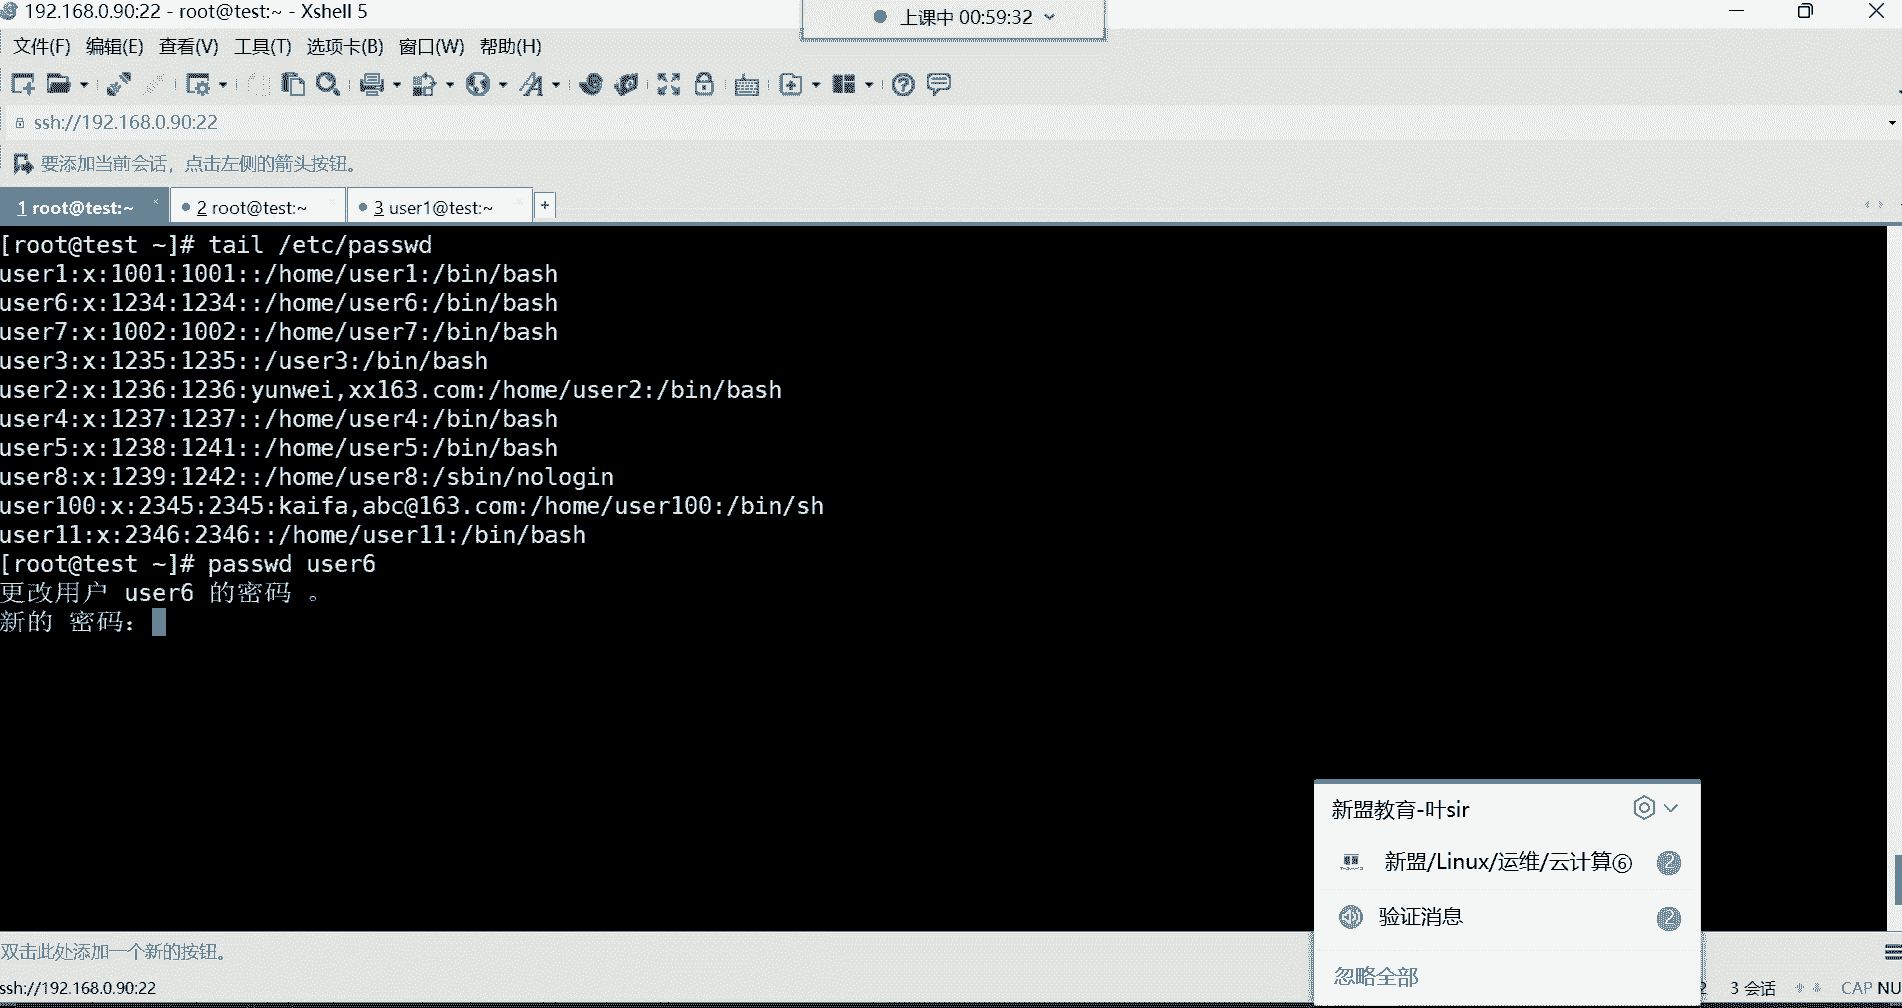 192.168.0.90:22 - root@test:~ - Xshell 5
上课中 00:59:32
文件(F) 编辑(E) 查看(V) 工具(T) 选项卡(B) 窗口(W) 帮助(H)
ssh://192.168.0.90:22
要添加当前会话，点击左侧的箭头按钮。
1 root@test:~ 2 root@test:~ 3 user1@test:~ +
[root@test ~]# tail /etc/passwd
user1:x:1001:1001::/home/user1:/bin/bash
user6:x:1234:1234::/home/user6:/bin/bash
user7:x:1002:1002::/home/user7:/bin/bash
user3:x:1235:1235::/user3:/bin/bash
user2:x:1236:1236:yunwei,xx163.com:/home/user2:/bin/bash
user4:x:1237:1237::/home/user4:/bin/bash
user5:x:1238:1241::/home/user5:/bin/bash
user8:x:1239:1242::/home/user8:/sbin/nologin
user100:x:2345:2345:kaifa,abc@163.com:/home/user100:/bin/sh
user11:x:2346:2346::/home/user11:/bin/bash
[root@test ~]# passwd user6
更改用户 user6 的密码 。
新的 密码：
新盟教育-叶sir
新盟/Linux/运维/云计算⑥ 2
验证消息 2
忽略全部
双击此处添加一个新的按钮。
ssh://192.168.0.90:22
3 会话 CAP NU